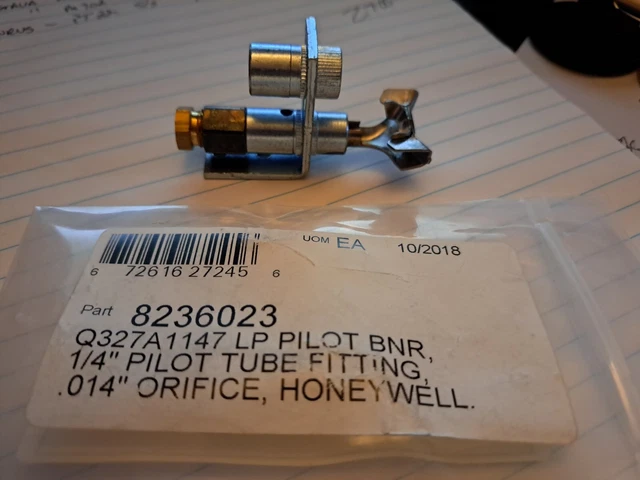 UOM EA 10/2018
6 72616 27245 6
Part 8236023
Q327A1147 LP PILOT BNR,
1/4" PILOT TUBE FITTING,
.014" ORIFICE, HONEYWELL.